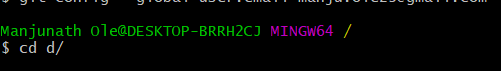 Manjunath Ole@DESKTOP-BRRH2CJ MINGW64 /
$ cd d/